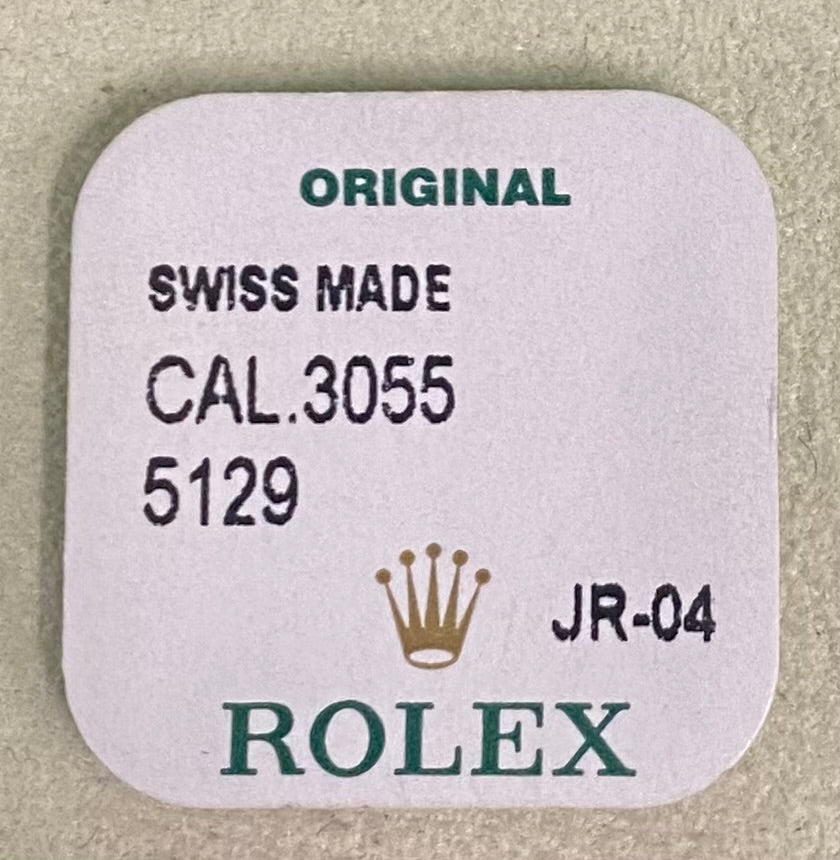 ORIGINAL
SWISS MADE
CAL.3055
5129
JR-04
ROLEX